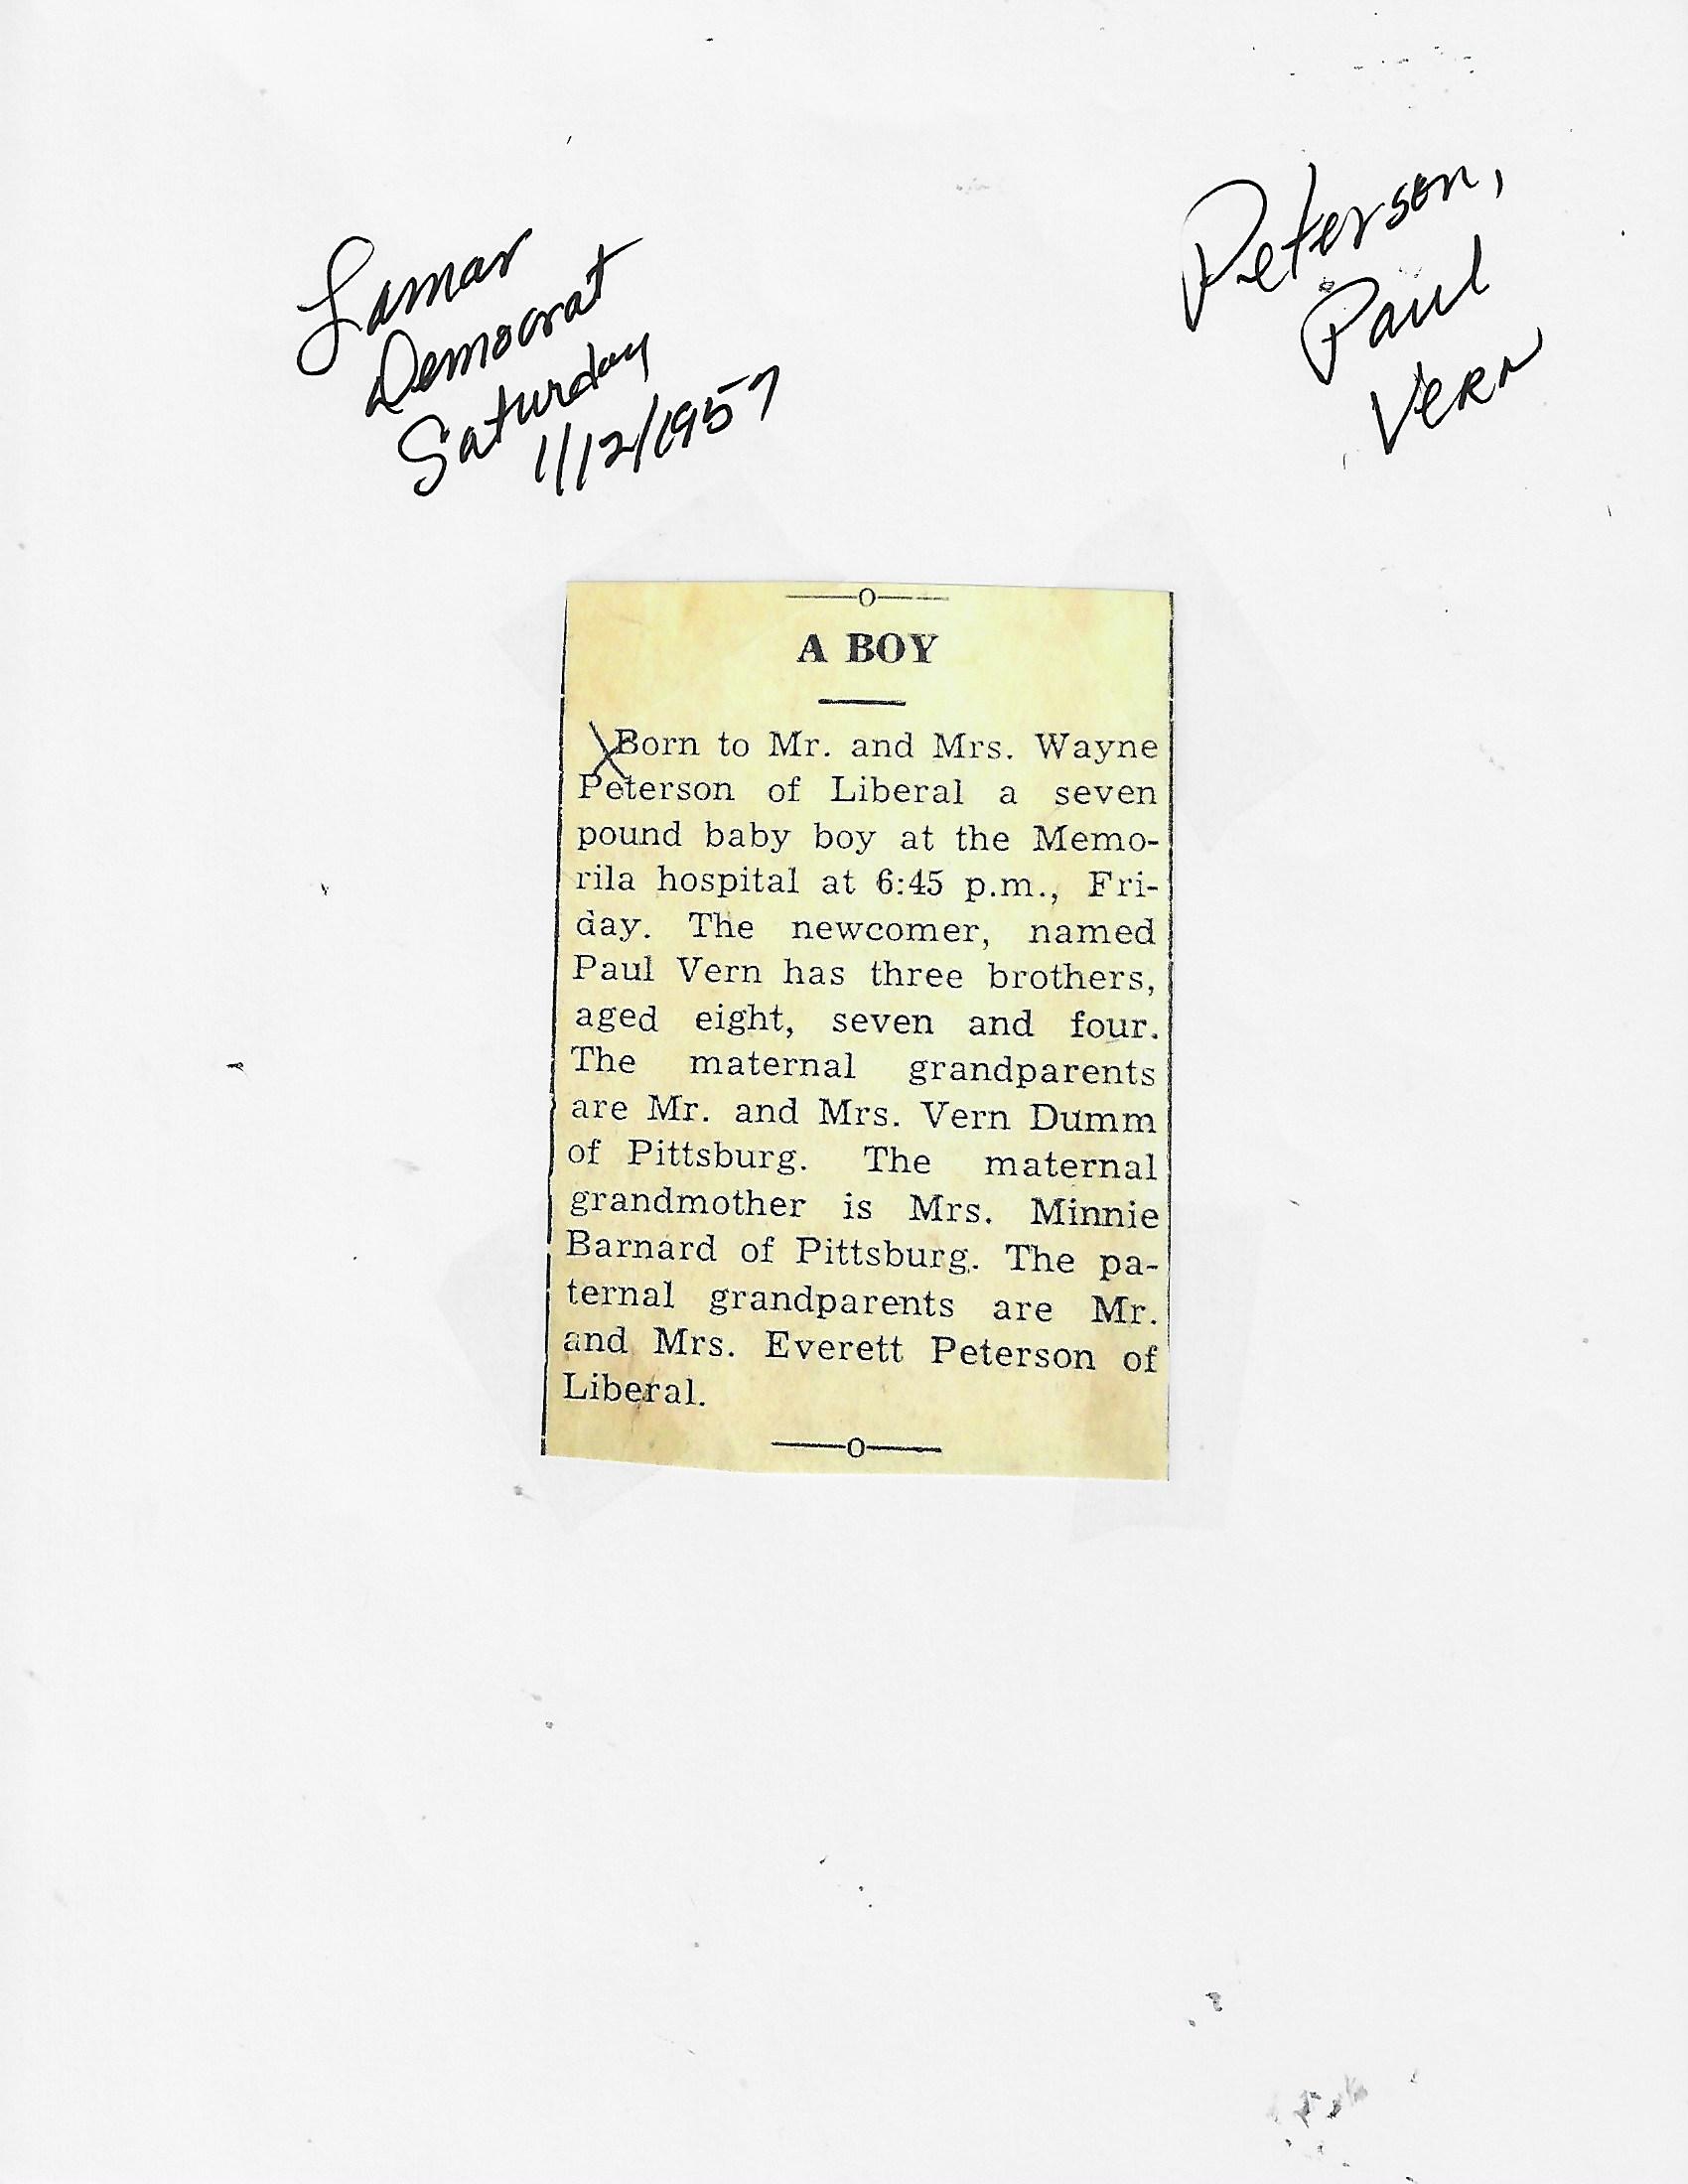 Lamar
Democrat
Saturday
1/12/1957
Peterson,
Paul
Vern
A BOY
Born to Mr. and Mrs. Wayne
Peterson of Liberal a seven
pound baby boy at the Memo-
rila hospital at 6:45 p.m., Fri-
day. The newcomer, named
Paul Vern has three brothers,
aged eight, seven and four.
The maternal grandparents
are Mr. and Mrs. Vern Dumm
of Pittsburg. The maternal
grandmother is Mrs. Minnie
Barnard of Pittsburg. The pa-
ternal grandparents are Mr.
and Mrs. Everett Peterson of
Liberal.